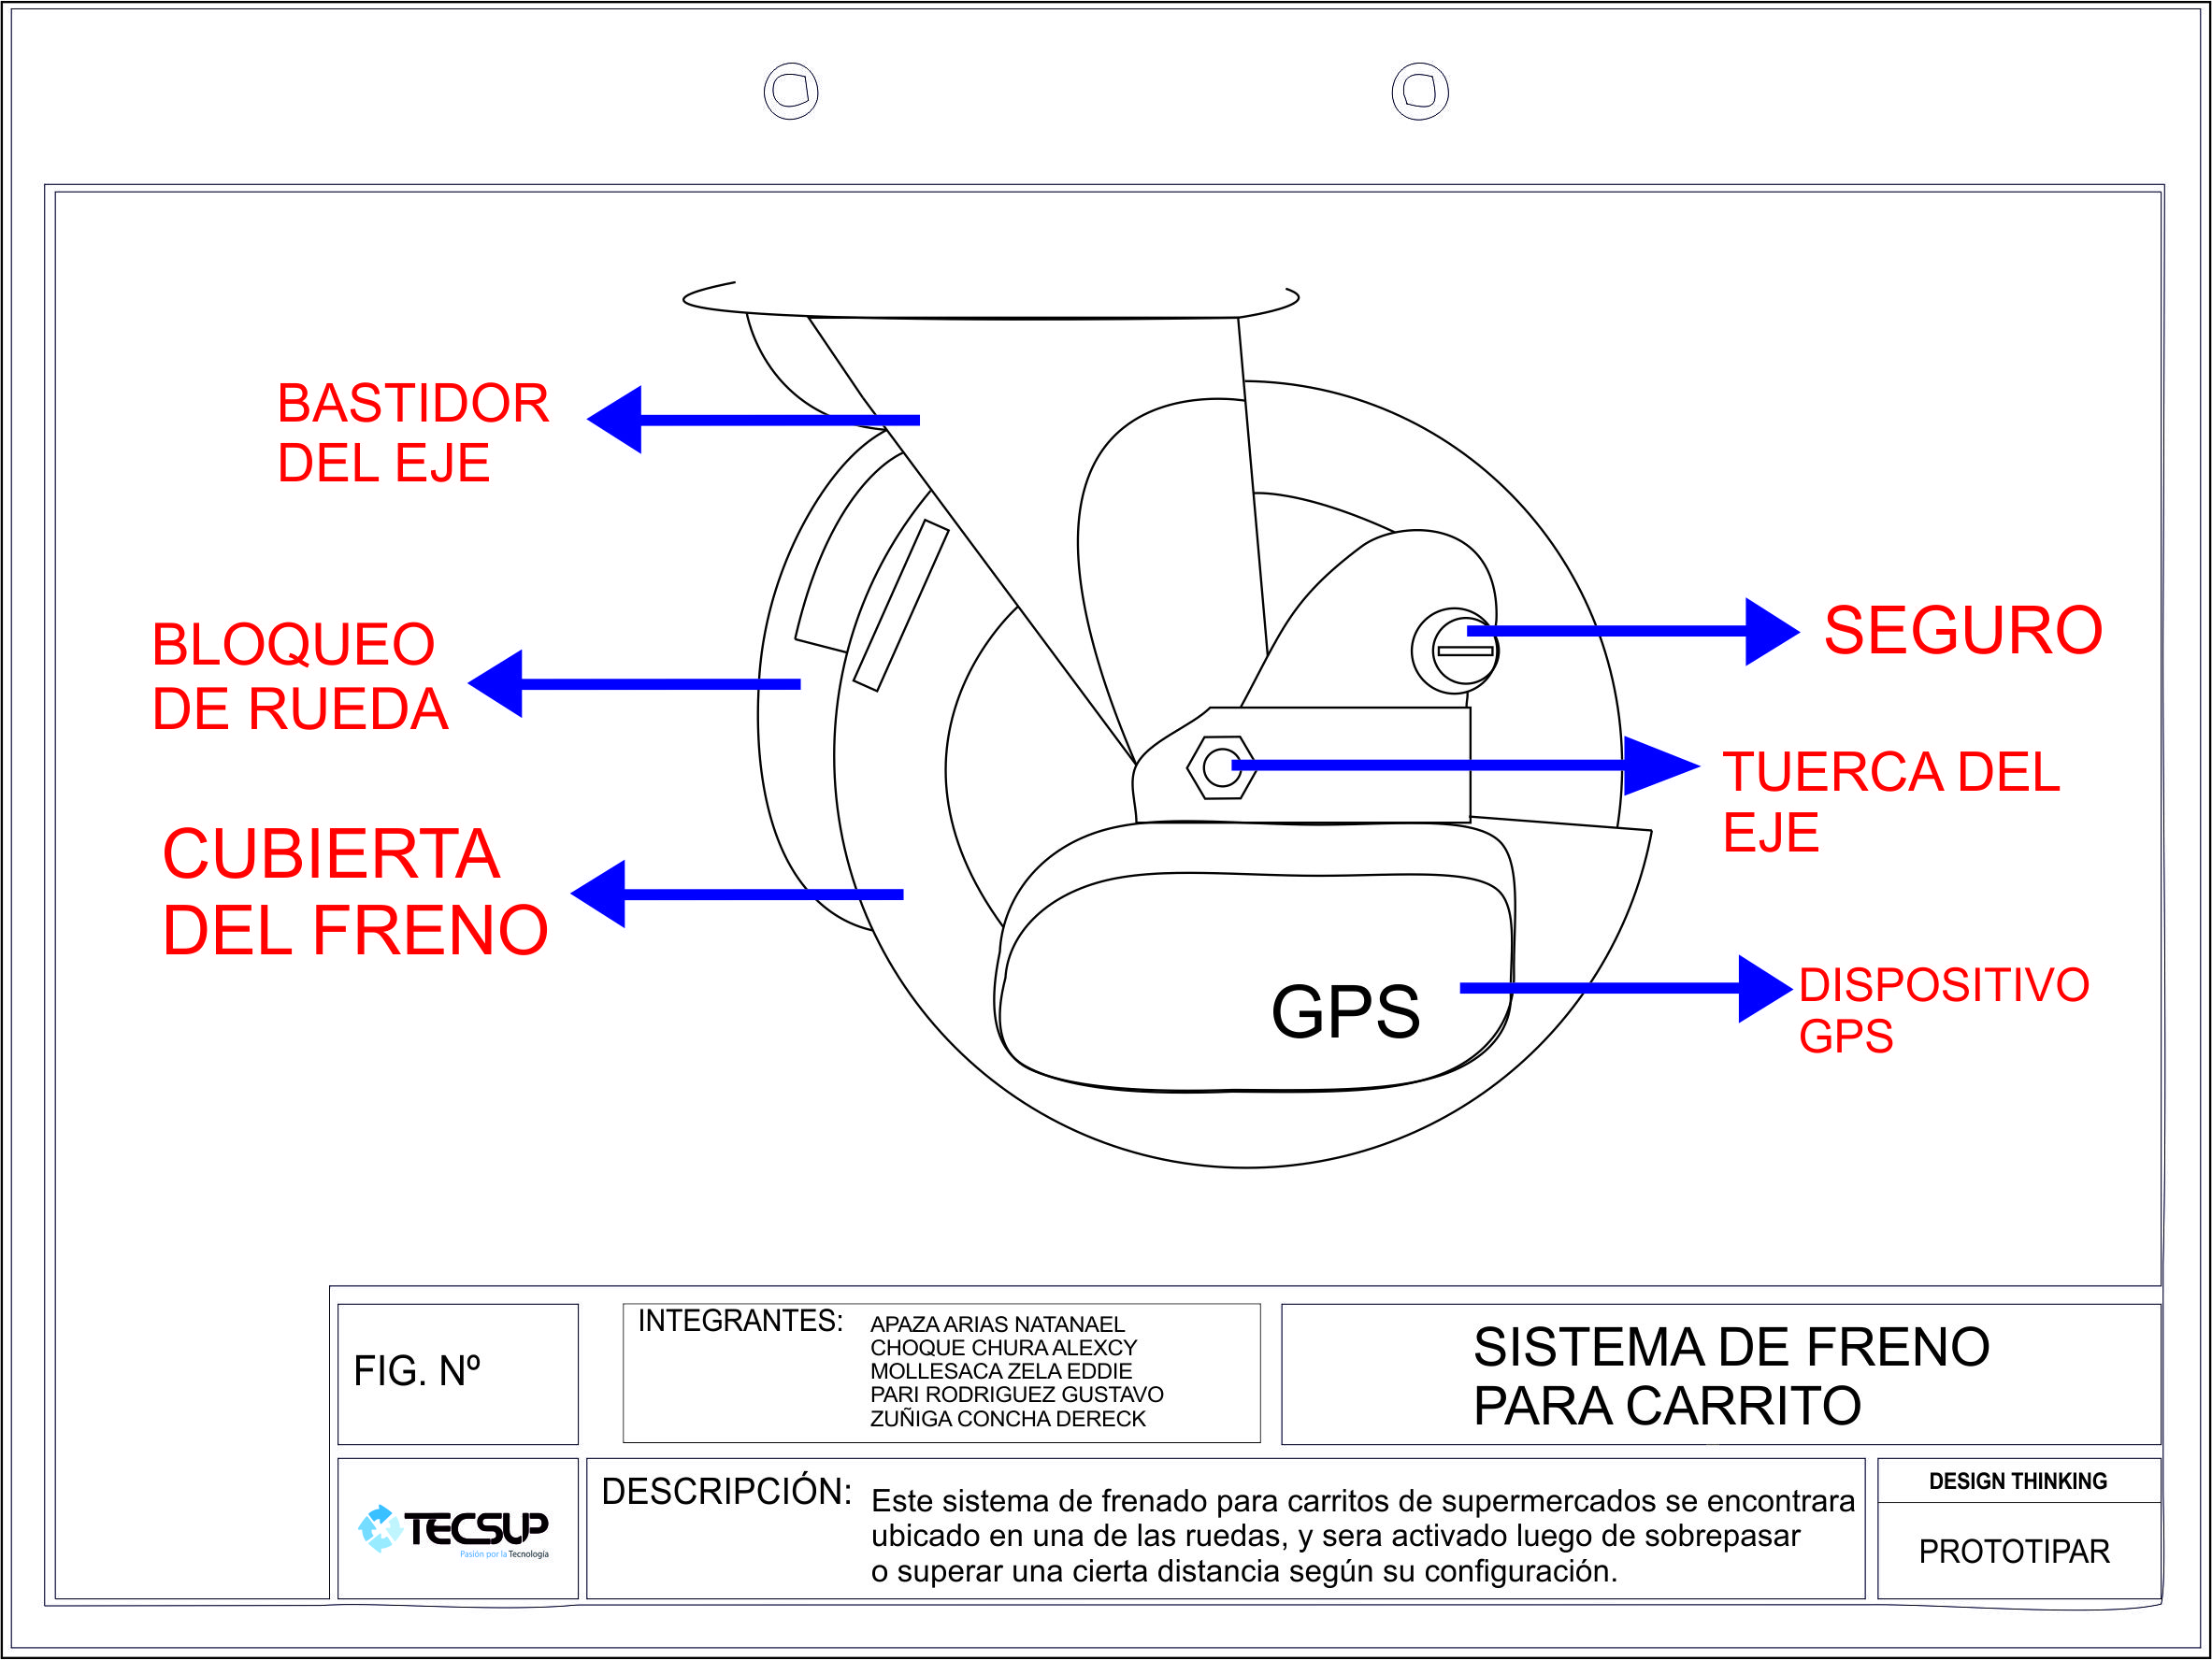 BASTIDOR
DEL EJE
BLOQUEO
DE RUEDA
CUBIERTA
DEL FRENO
SEGURO
TUERCA DEL
EJE
GPS
DISPOSITIVO
GPS
FIG. Nº
INTEGRANTES:
APAZA ARIAS NATANAEL
CHOQUE CHURA ALEXCY
MOLLESACA ZELA EDDIE
PARI RODRIGUEZ GUSTAVO
ZUÑIGA CONCHA DERECK
SISTEMA DE FRENO
PARA CARRITO
TECSUP
Pasión por la Tecnología
DESCRIPCIÓN:
Este sistema de frenado para carritos de supermercados se encontrara
ubicado en una de las ruedas, y sera activado luego de sobrepasar
o superar una cierta distancia según su configuración.
DESIGN THINKING
PROTOTIPAR